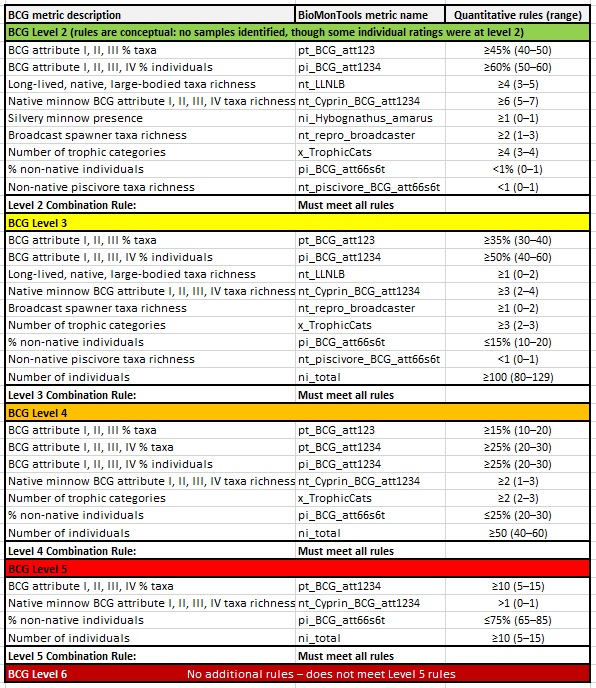 BCG metric description BioMonTools metric name Quantitative rules (range)
BCG Level 2 (rules are conceptual: no samples identified, though some individual ratings were at level 2)
BCG attribute I, II, III % taxa pt_BCG_att123 ≥45% (40–50)
BCG attribute I, II, III, IV % individuals pi_BCG_att1234 ≥60% (50–60)
Long-lived, native, large-bodied taxa richness nt_LLNLB ≥4 (3–5)
Native minnow BCG attribute I, II, III, IV taxa richness nt_Cyprin_BCG_att1234 ≥6 (5–7)
Silvery minnow presence ni_Hybognathus_amarus ≥1 (0–1)
Broadcast spawner taxa richness nt_repro_broadcaster ≥2 (1–3)
Number of trophic categories x_TrophicCats ≥4 (3–4)
% non-native individuals pi_BCG_att66s6t <1% (0–1)
Non-native piscivore taxa richness nt_piscivore_BCG_att66s6t <1 (0–1)
Level 2 Combination Rule: Must meet all rules
BCG Level 3
BCG attribute I, II, III % taxa pt_BCG_att123 ≥35% (30–40)
BCG attribute I, II, III, IV % individuals pi_BCG_att1234 ≥50% (40–60)
Long-lived, native, large-bodied taxa richness nt_LLNLB ≥1 (0–2)
Native minnow BCG attribute I, II, III, IV taxa richness nt_Cyprin_BCG_att1234 ≥3 (2–4)
Broadcast spawner taxa richness nt_repro_broadcaster ≥1 (0–2)
Number of trophic categories x_TrophicCats ≥3 (2–3)
% non-native individuals pi_BCG_att66s6t ≤15% (10–20)
Non-native piscivore taxa richness nt_piscivore_BCG_att66s6t <1 (0–1)
Number of individuals ni_total ≥100 (80–129)
Level 3 Combination Rule: Must meet all rules
BCG Level 4
BCG attribute I, II, III % taxa pt_BCG_att123 ≥15% (10–20)
BCG attribute I, II, III, IV % taxa pt_BCG_att1234 ≥25% (20–30)
BCG attribute I, II, III, IV % individuals pi_BCG_att1234 ≥25% (20–30)
Native minnow BCG attribute I, II, III, IV taxa richness nt_Cyprin_BCG_att1234 ≥2 (1–3)
Number of trophic categories x_TrophicCats ≥2 (2–3)
% non-native individuals pi_BCG_att66s6t ≤25% (20–30)
Number of individuals ni_total ≥50 (40–60)
Level 4 Combination Rule: Must meet all rules
BCG Level 5
BCG attribute I, II, III, IV % taxa pt_BCG_att1234 ≥10 (5–15)
Native minnow BCG attribute I, II, III, IV taxa richness nt_Cyprin_BCG_att1234 >1 (0–1)
% non-native individuals pi_BCG_att66s6t ≤75% (65–85)
Number of individuals ni_total ≥10 (5–15)
Level 5 Combination Rule: Must meet all rules
BCG Level 6 No additional rules – does not meet Level 5 rules